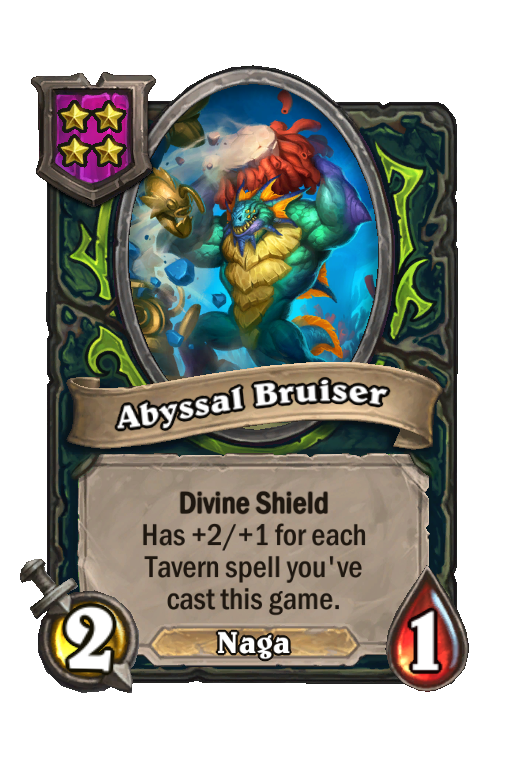 Abyssal Bruiser
Divine Shield
Has +2/+1 for each
Tavern spell you've
cast this game.
2
Naga
1